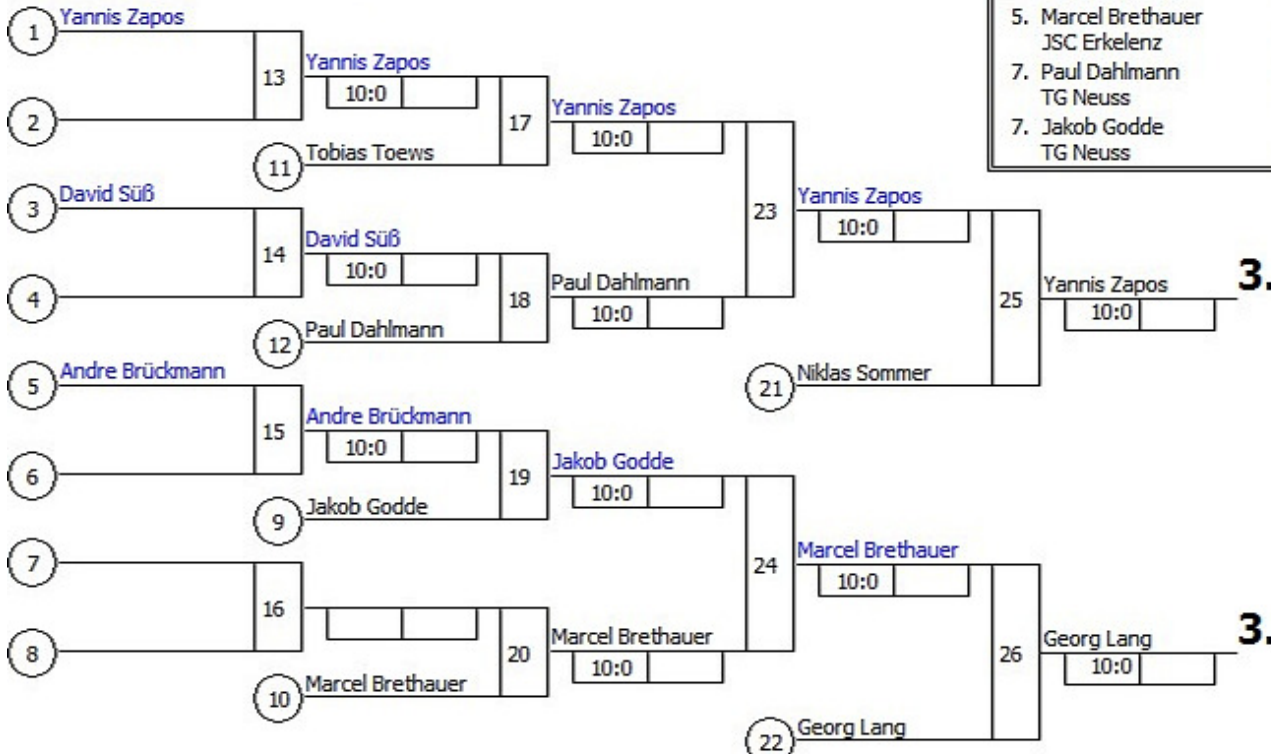 1
Yannis Zapos
2
13
Yannis Zapos
10:0
11
Tobias Toews
17
Yannis Zapos
10:0
3
David Süß
4
14
David Süß
10:0
12
Paul Dahlmann
18
Paul Dahlmann
10:0
23
Yannis Zapos
10:0
21
Niklas Sommer
25
Yannis Zapos
10:0
3.
5
Andre Brückmann
6
15
Andre Brückmann
10:0
9
Jakob Godde
19
Jakob Godde
10:0
7
8
16
10
Marcel Brethauer
20
Marcel Brethauer
10:0
24
Marcel Brethauer
10:0
22
Georg Lang
26
Georg Lang
10:0
3.
5. Marcel Brethauer
JSC Erkelenz
7. Paul Dahlmann
TG Neuss
7. Jakob Godde
TG Neuss